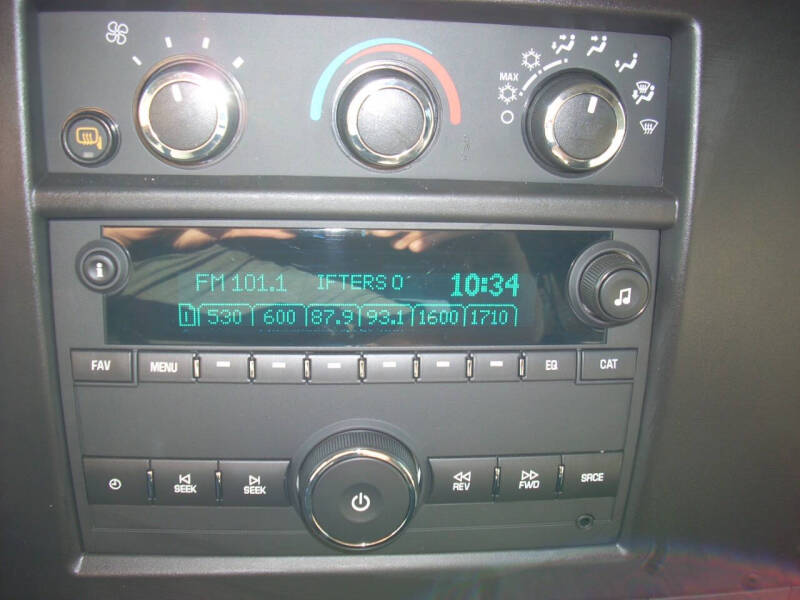 MAX
FM 101.1 IFTERS O' 10:34
1 530 600 87.9 93.1 1600 1710
FAV MENU EQ CAT
SEEK SEEK REV FWD SRCE